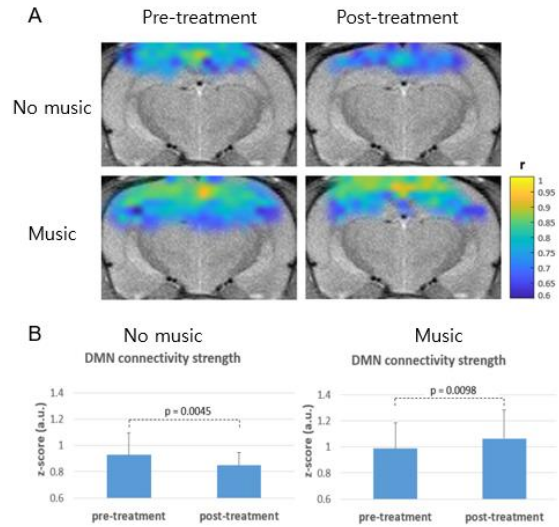 A
Pre-treatment
Post-treatment
No music
Music
r
1
0.95
0.9
0.85
0.8
0.75
0.7
0.65
0.6
B
No music
DMN connectivity strength
z-score (a.u.)
1.4
1.2
1
0.8
0.6
p = 0.0045
pre-treatment
post-treatment
Music
DMN connectivity strength
z-score (a.u.)
1.4
1.2
1
0.8
0.6
p = 0.0098
pre-treatment
post-treatment